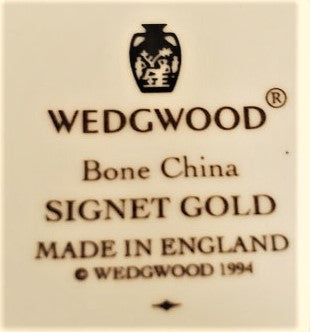 WEDGWOOD®
Bone China
SIGNET GOLD
MADE IN ENGLAND
© WEDGWOOD 1994